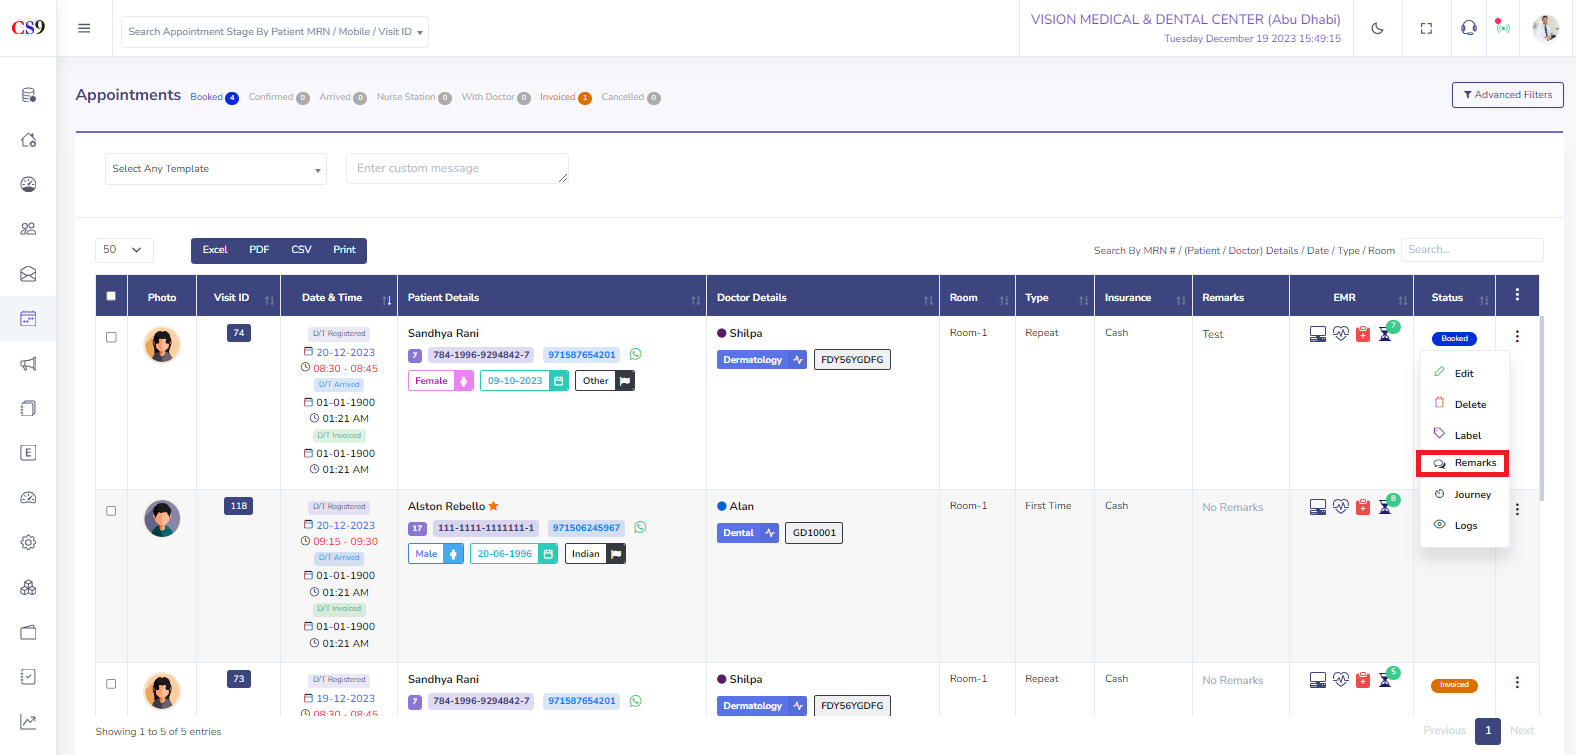 CS9
Search Appointment Stage By Patient MRN / Mobile / Visit ID
VISION MEDICAL & DENTAL CENTER (Abu Dhabi)
Tuesday December 19 2023 15:49:15
Appointments Booked 4 Confirmed 0 Arrived 0 Nurse Station 0 With Doctor 0 Invoiced 1 Cancelled 0
Advanced Filters
Select Any Template
Enter custom message
50
Excel PDF CSV Print
Search By MRN # / (Patient / Doctor) Details / Date / Type / Room
Search...
Photo Visit ID Date & Time Patient Details Doctor Details Room Type Insurance Remarks EMR Status
74
D/T Registered
20-12-2023
08:30 - 08:45
D/T Arrived
01-01-1900
01:21 AM
D/T Invoiced
01-01-1900
01:21 AM
Sandhya Rani
7 784-1996-9294842-7 971587654201
Female 09-10-2023 Other
Shilpa
Dermatology FDY56YGDFG
Room-1
Repeat
Cash
Test
7
Booked
Edit
Delete
Label
Remarks
Journey
Logs
118
D/T Registered
20-12-2023
09:15 - 09:30
D/T Arrived
01-01-1900
01:21 AM
D/T Invoiced
01-01-1900
01:21 AM
Alston Rebello
17 111-1111-1111111-1 971506245967
Male 20-06-1996 Indian
Alan
Dental GD10001
Room-1
First Time
Cash
No Remarks
8
73
D/T Registered
19-12-2023
08:30 - 08:45
Sandhya Rani
7 784-1996-9294842-7 971587654201
Shilpa
Dermatology FDY56YGDFG
Room-1
Repeat
Cash
No Remarks
5
Invoiced
Showing 1 to 5 of 5 entries
Previous 1 Next